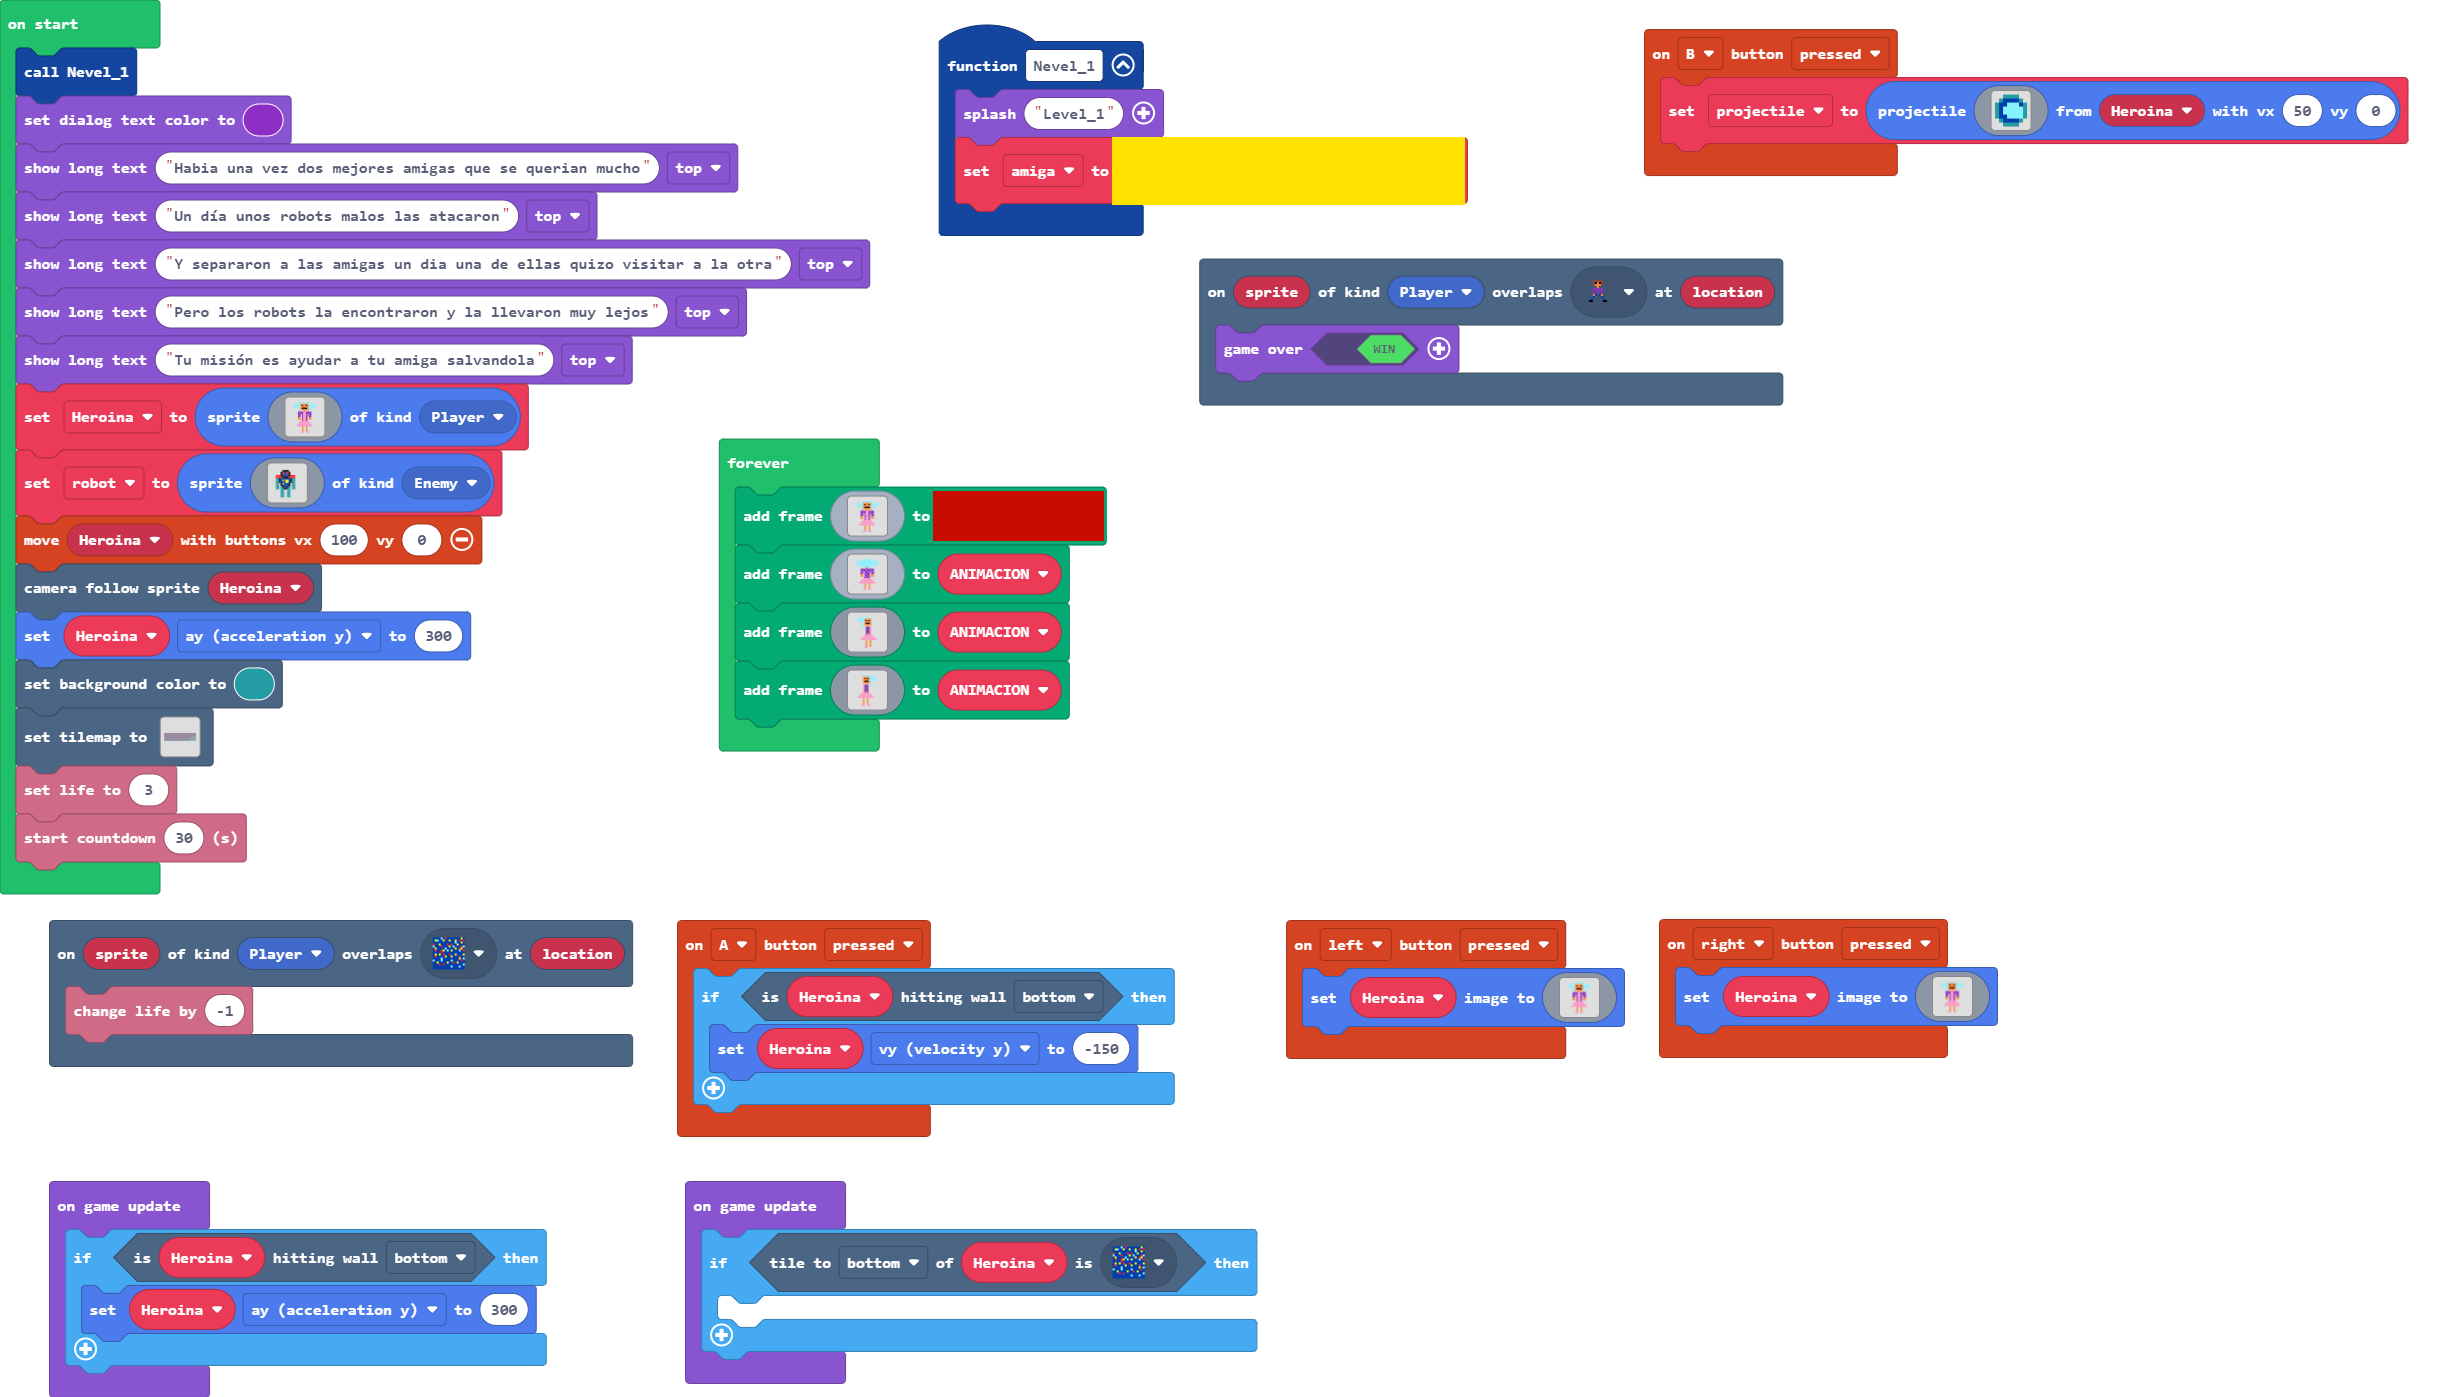 on start
call Nevel_1
set dialog text color to
show long text "Habia una vez dos mejores amigas que se querian mucho" top
show long text "Un día unos robots malos las atacaron" top
show long text "Y separaron a las amigas un dia una de ellas quizo visitar a la otra" top
show long text "Pero los robots la encontraron y la llevaron muy lejos" top
show long text "Tu misión es ayudar a tu amiga salvandola" top
set Heroina to sprite of kind Player
set robot to sprite of kind Enemy
move Heroina with buttons vx 100 vy 0
camera follow sprite Heroina
set Heroina ay (acceleration y) to 300
set background color to
set tilemap to
set life to 3
start countdown 30 (s)
function Nevel_1
splash "Level_1"
set amiga to
on B button pressed
set projectile to projectile from Heroina with vx 50 vy 0
on sprite of kind Player overlaps at location
game over WIN
forever
add frame to
add frame to ANIMACION
add frame to ANIMACION
add frame to ANIMACION
on sprite of kind Player overlaps at location
change life by -1
on A button pressed
if is Heroina hitting wall bottom then
set Heroina vy (velocity y) to -150
on left button pressed
set Heroina image to
on right button pressed
set Heroina image to
on game update
if is Heroina hitting wall bottom then
set Heroina ay (acceleration y) to 300
on game update
if tile to bottom of Heroina is then